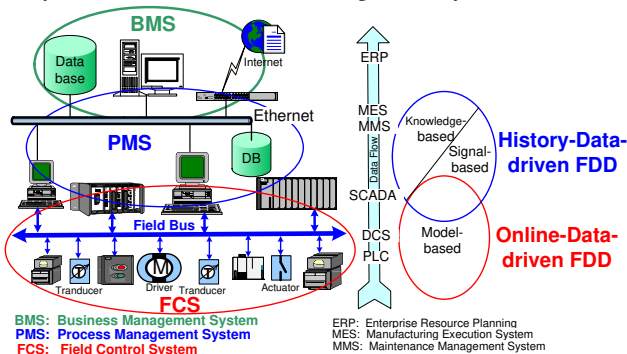 BMS
Data
base
Internet
Ethernet
PMS
DB
Field Bus
M
Tranducer
Driver
Tranducer
Actuator
FCS
BMS: Business Management System
PMS: Process Management System
FCS: Field Control System
ERP
MES
MMS
Data Flow
SCADA
DCS
PLC
Knowledge-
based
Signal-
based
Model-
based
History-Data-
driven FDD
Online-Data-
driven FDD
ERP: Enterprise Resource Planning
MES: Manufacturing Execution System
MMS: Maintenance Management System